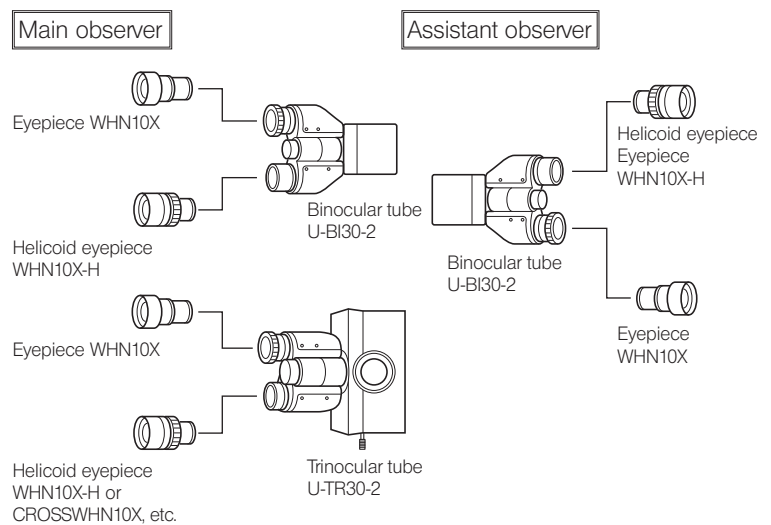 Main observer
Eyepiece WHN10X
Binocular tube
U-BI30-2
Helicoid eyepiece
WHN10X-H
Eyepiece WHN10X
Helicoid eyepiece
WHN10X-H or
CROSSWHN10X, etc.
Trinocular tube
U-TR30-2
Assistant observer
Helicoid eyepiece
Eyepiece
WHN10X-H
Binocular tube
U-BI30-2
Eyepiece
WHN10X